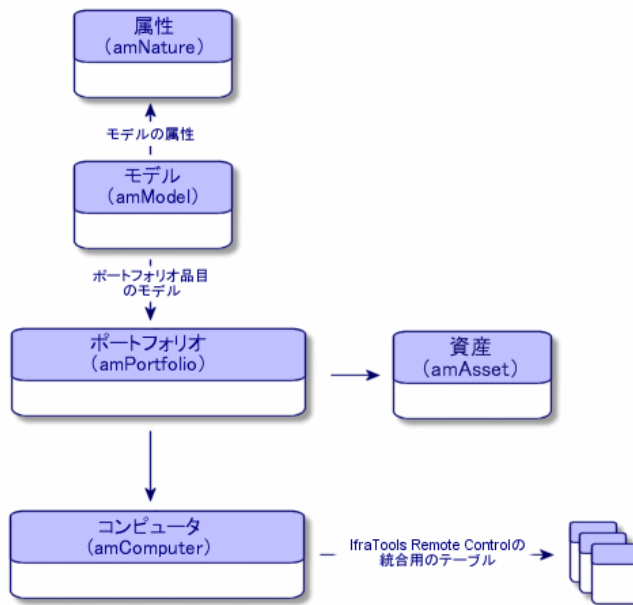 属性
(amNature)
モデルの属性
モデル
(amModel)
ポートフォリオ品目
のモデル
ポートフォリオ
(amPortfolio)
資産
(amAsset)
コンピュータ
(amComputer)
IfraTools Remote Controlの
統合用のテーブル